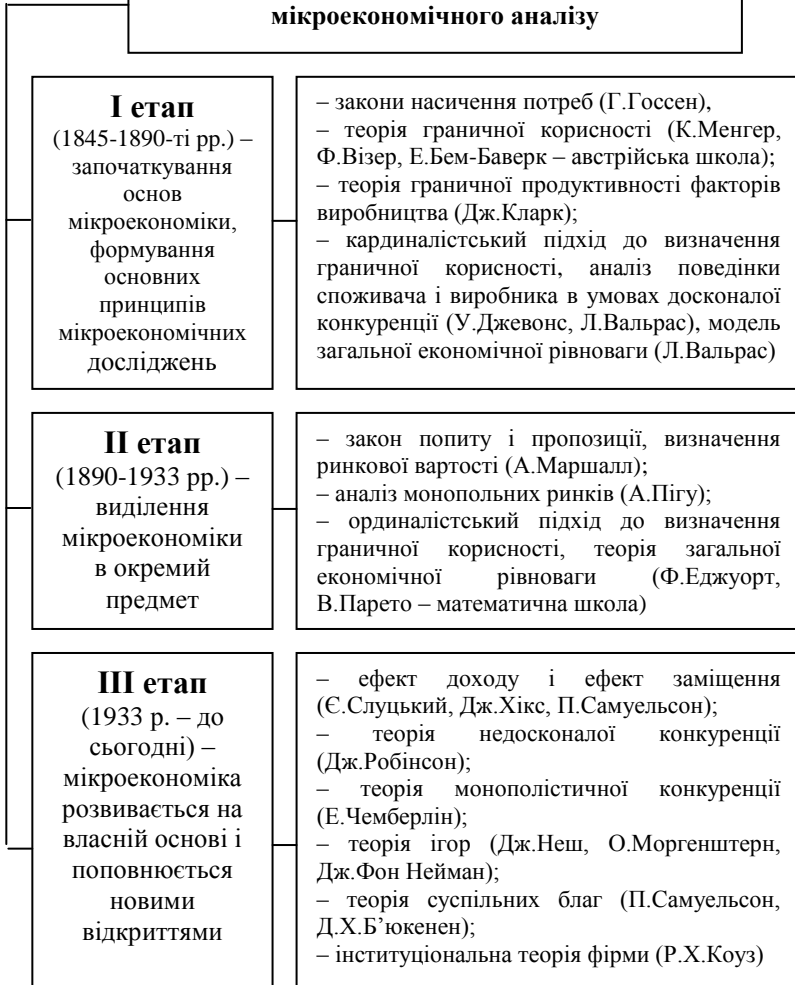 мікроекономічного аналізу
І етап
(1845-1890-ті рр.) –
започаткування
основ
мікроекономіки,
формування
основних
принципів
мікроекономічних
досліджень
– закони насичення потреб (Г.Госсен),
– теорія граничної корисності (К.Менгер,
Ф.Візер, Е.Бем-Баверк – австрійська школа);
– теорія граничної продуктивності факторів
виробництва (Дж.Кларк);
– кардиналістський підхід до визначення
граничної корисності, аналіз поведінки
споживача і виробника в умовах досконалої
конкуренції (У.Джевонс, Л.Вальрас), модель
загальної економічної рівноваги (Л.Вальрас)
ІІ етап
(1890-1933 рр.) –
виділення
мікроекономіки
в окремий
предмет
– закон попиту і пропозиції, визначення
ринкової вартості (А.Маршалл);
– аналіз монопольних ринків (А.Пігу);
– ординалістський підхід до визначення
граничної корисності, теорія загальної
економічної рівноваги (Ф.Еджуорт,
В.Парето – математична школа)
ІІІ етап
(1933 р. – до
сьогодні) –
мікроекономіка
розвивається на
власній основі і
поповнюється
новими
відкриттями
– ефект доходу і ефект заміщення
(Є.Слуцький, Дж.Хікс, П.Самуельсон);
– теорія недосконалої конкуренції
(Дж.Робінсон);
– теорія монополістичної конкуренції
(Е.Чемберлін);
– теорія ігор (Дж.Неш, О.Моргенштерн,
Дж.Фон Нейман);
– теорія суспільних благ (П.Самуельсон,
Д.Х.Б’юкенен);
– інституціональна теорія фірми (Р.Х.Коуз)